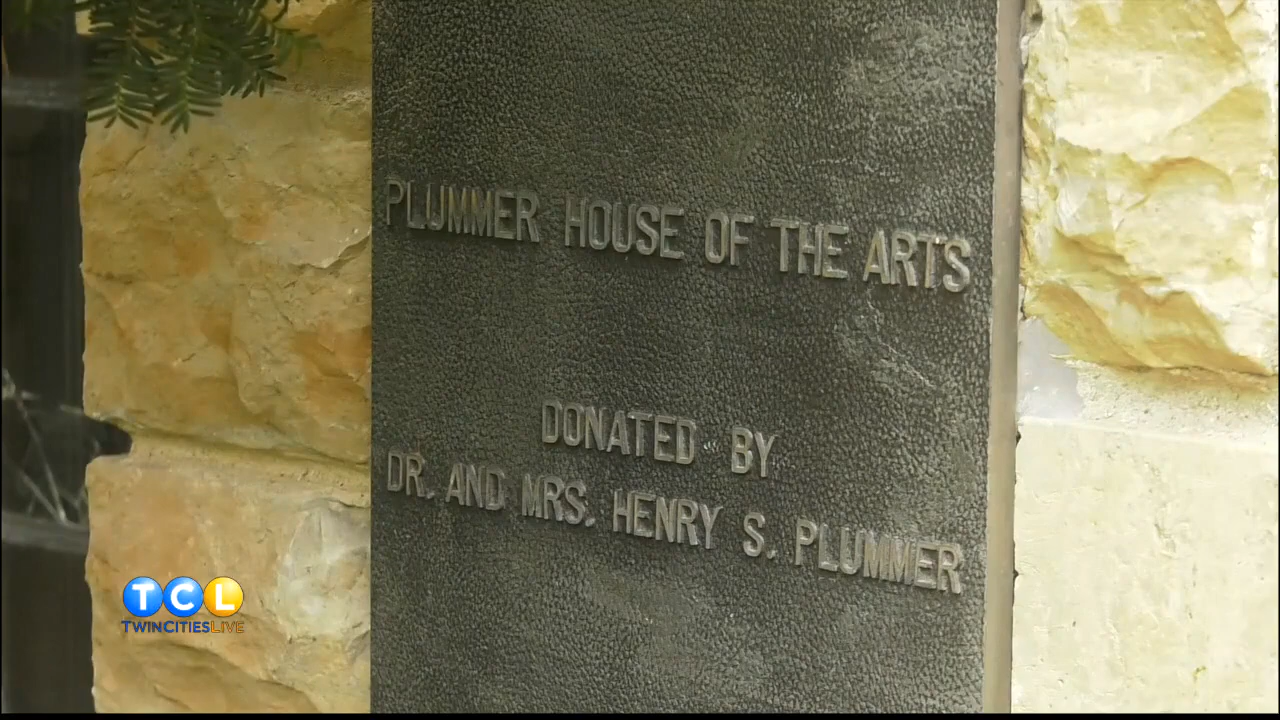 PLUMMER HOUSE OF THE ARTS
DONATED BY
DR. AND MRS. HENRY S. PLUMMER
TCL
TWINCITIESLIVE